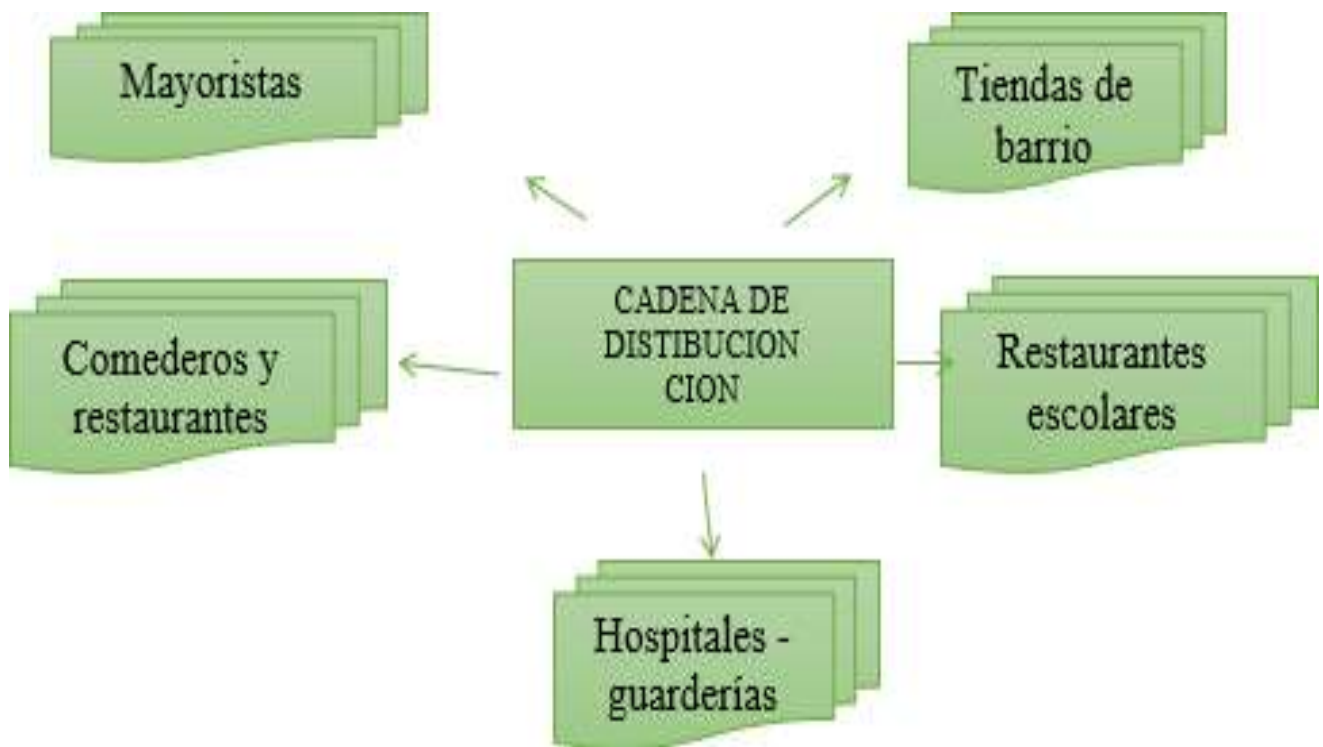 Mayoristas
Tiendas de
barrio
CADENA DE
DISTIBUCION
CION
Comederos y
restaurantes
Restaurantes
escolares
Hospitales -
guarderías